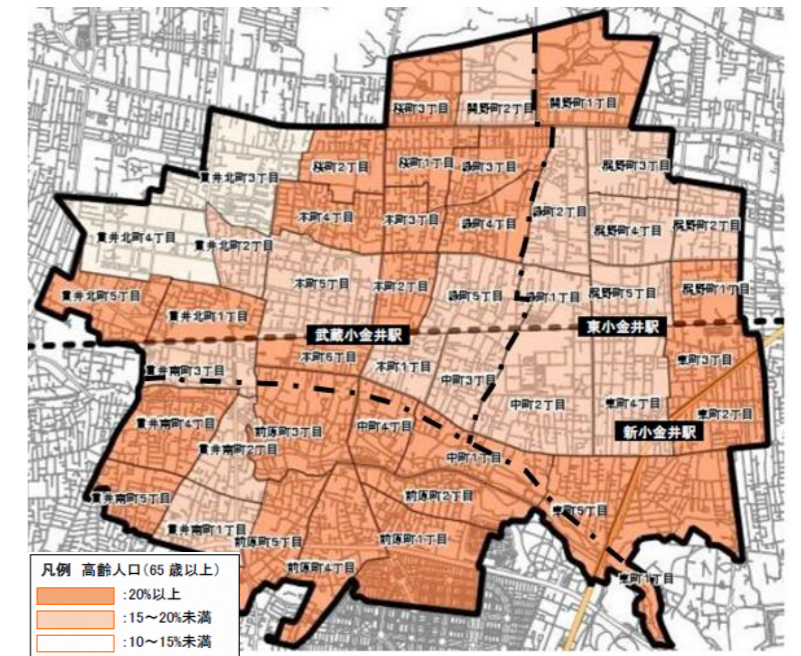 桜町3丁目
関野町2丁目
関野町1丁目
桜町2丁目
桜町1丁目
緑町3丁目
梶野町3丁目
貫井北町3丁目
本町4丁目
本町3丁目
緑町4丁目
緑町2丁目
梶野町4丁目
梶野町2丁目
貫井北町4丁目
貫井北町2丁目
本町5丁目
本町2丁目
緑町5丁目
緑町1丁目
梶野町5丁目
梶野町1丁目
貫井北町5丁目
貫井北町1丁目
武蔵小金井駅
東小金井駅
本町6丁目
本町1丁目
東町3丁目
貫井南町3丁目
中町3丁目
中町2丁目
東町4丁目
東町2丁目
貫井南町4丁目
前原町3丁目
中町4丁目
新小金井駅
貫井南町2丁目
中町1丁目
貫井南町5丁目
前原町2丁目
東町5丁目
貫井南町1丁目
前原町5丁目
前原町1丁目
前原町4丁目
東町1丁目
凡例 高齢人口(65歳以上)
:20%以上
:15～20%未満
:10～15%未満